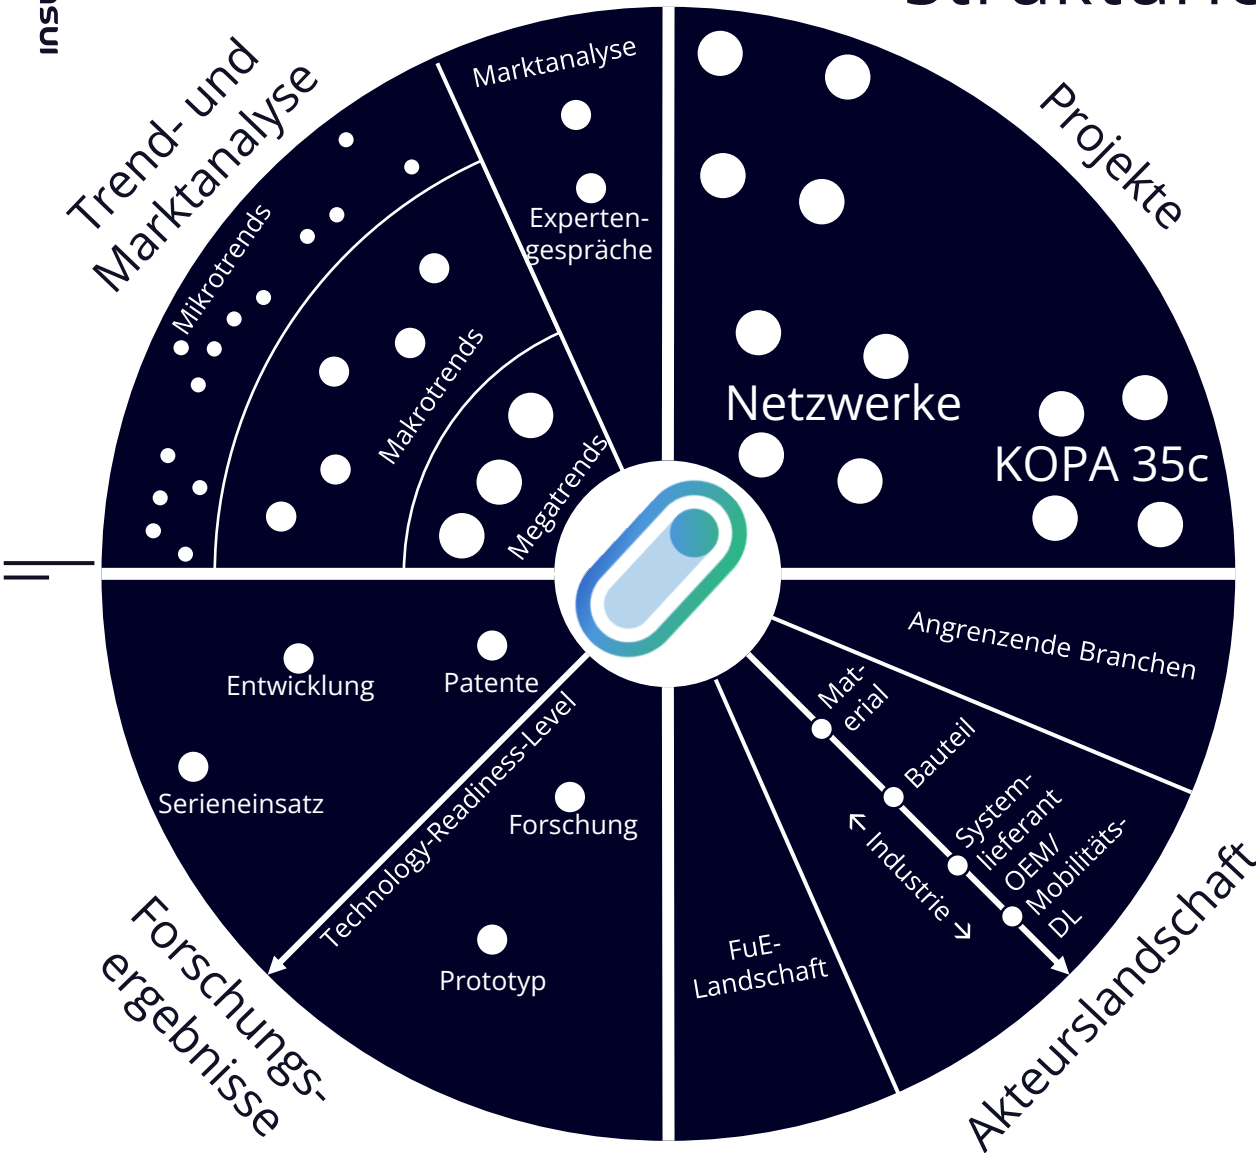 Trend- und
Marktanalyse
Marktanalyse
Experten-
gespräche
Mikrotrends
Makrotrends
Megatrends
Projekte
Netzwerke
KOPA 35c
Entwicklung
Patente
Serieneinsatz
Technology-Readiness-Level
Forschung
Prototyp
Forschungs-
ergebnisse
Angrenzende Branchen
Mat-
erial
Bauteil
System-
lieferant
OEM/
Mobilitäts-
DL
← Industrie →
FuE-
Landschaft
Akteurslandschaft